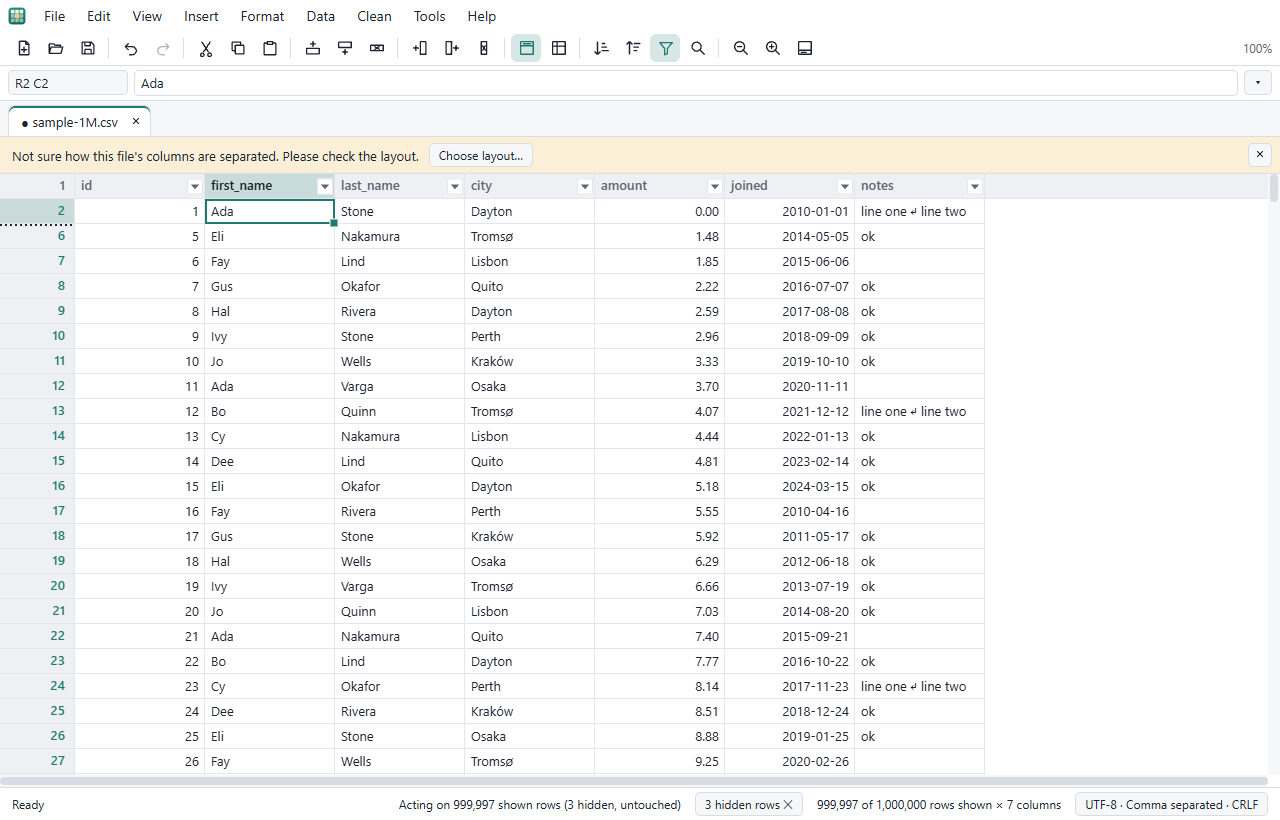 File Edit View Insert Format Data Clean Tools Help
100%
R2 C2 Ada
● sample-1M.csv ×
Not sure how this file's columns are separated. Please check the layout. Choose layout... ×
1 id first_name last_name city amount joined notes
2 1 Ada Stone Dayton 0.00 2010-01-01 line one ↵ line two
6 5 Eli Nakamura Tromsø 1.48 2014-05-05 ok
7 6 Fay Lind Lisbon 1.85 2015-06-06
8 7 Gus Okafor Quito 2.22 2016-07-07 ok
9 8 Hal Rivera Dayton 2.59 2017-08-08 ok
10 9 Ivy Stone Perth 2.96 2018-09-09 ok
11 10 Jo Wells Kraków 3.33 2019-10-10 ok
12 11 Ada Varga Osaka 3.70 2020-11-11
13 12 Bo Quinn Tromsø 4.07 2021-12-12 line one ↵ line two
14 13 Cy Nakamura Lisbon 4.44 2022-01-13 ok
15 14 Dee Lind Quito 4.81 2023-02-14 ok
16 15 Eli Okafor Dayton 5.18 2024-03-15 ok
17 16 Fay Rivera Perth 5.55 2010-04-16
18 17 Gus Stone Kraków 5.92 2011-05-17 ok
19 18 Hal Wells Osaka 6.29 2012-06-18 ok
20 19 Ivy Varga Tromsø 6.66 2013-07-19 ok
21 20 Jo Quinn Lisbon 7.03 2014-08-20 ok
22 21 Ada Nakamura Quito 7.40 2015-09-21
23 22 Bo Lind Dayton 7.77 2016-10-22 ok
24 23 Cy Okafor Perth 8.14 2017-11-23 line one ↵ line two
25 24 Dee Rivera Kraków 8.51 2018-12-24 ok
26 25 Eli Stone Osaka 8.88 2019-01-25 ok
27 26 Fay Wells Tromsø 9.25 2020-02-26
Ready Acting on 999,997 shown rows (3 hidden, untouched) 3 hidden rows × 999,997 of 1,000,000 rows shown × 7 columns UTF-8 · Comma separated · CRLF